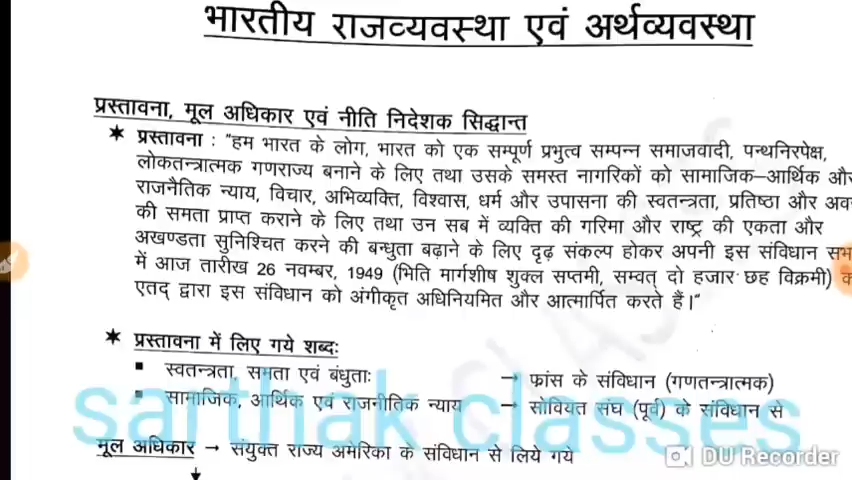 भारतीय राजव्यवस्था एवं अर्थव्यवस्था
प्रस्तावना, मूल अधिकार एवं नीति निदेशक सिद्धान्त
★ प्रस्तावना : "हम भारत के लोग, भारत को एक सम्पूर्ण प्रभुत्व सम्पन्न समाजवादी, पन्थनिरपेक्ष,
लोकतन्त्रात्मक गणराज्य बनाने के लिए तथा उसके समस्त नागरिकों को सामाजिक–आर्थिक और
राजनैतिक न्याय, विचार, अभिव्यक्ति, विश्वास, धर्म और उपासना की स्वतन्त्रता, प्रतिष्ठा और अव
की समता प्राप्त कराने के लिए तथा उन सब में व्यक्ति की गरिमा और राष्ट्र की एकता और
अखण्डता सुनिश्चित करने की बन्धुता बढ़ाने के लिए दृढ़ संकल्प होकर अपनी इस संविधान सभ
में आज तारीख 26 नवम्बर, 1949 (भिति मार्गशीष शुक्ल सप्तमी, सम्वत् दो हजार छह विक्रमी)
एतद् द्वारा इस संविधान को अंगीकृत अधिनियमित और आत्मार्पित करते हैं।"
★ प्रस्तावना में लिए गये शब्दः
▪ स्वतन्त्रता, समता एवं बंधुताः → फ्रांस के संविधान (गणतन्त्रात्मक)
▪ सामाजिक, आर्थिक एवं राजनीतिक न्याय → सोवियत संघ (पूर्व) के संविधान से
sarthak classes
मूल अधिकार → संयुक्त राज्य अमेरिका के संविधान से लिये गये
DU Recorder